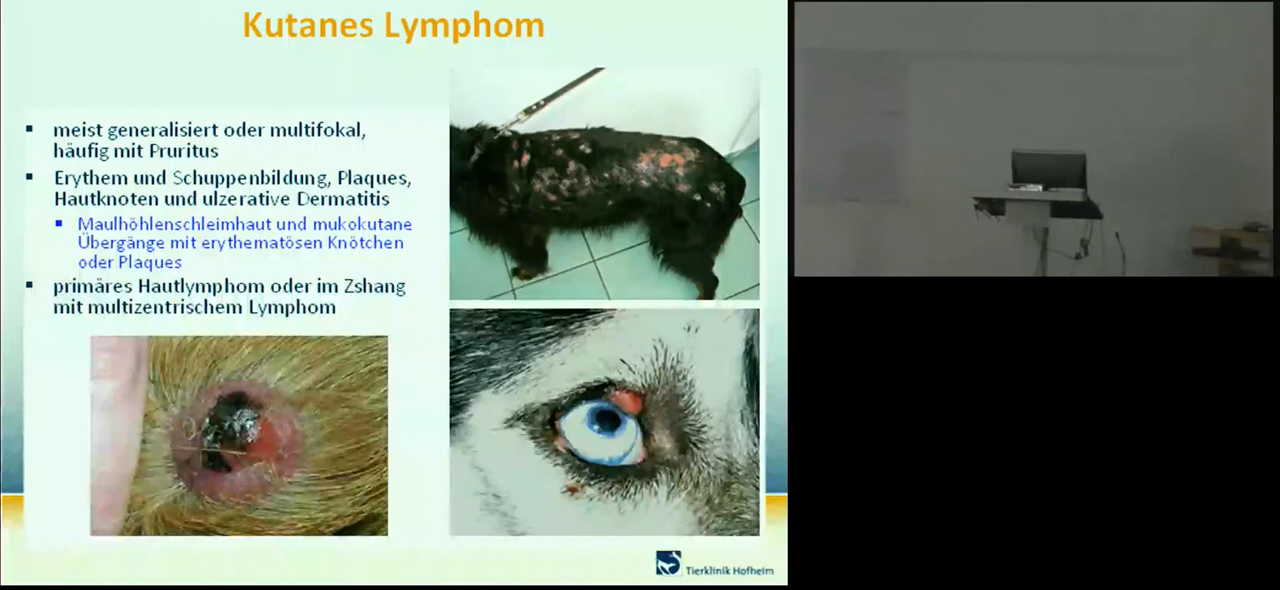 Kutanes Lymphom
▪ meist generalisiert oder multifokal,
häufig mit Pruritus
▪ Erythem und Schuppenbildung, Plaques,
Hautknoten und ulzerative Dermatitis
▪ Maulhöhlenschleimhaut und mukokutane
Übergänge mit erythematösen Knötchen
oder Plaques
▪ primäres Hautlymphom oder im Zshang
mit multizentrischem Lymphom
Tierklinik Hofheim